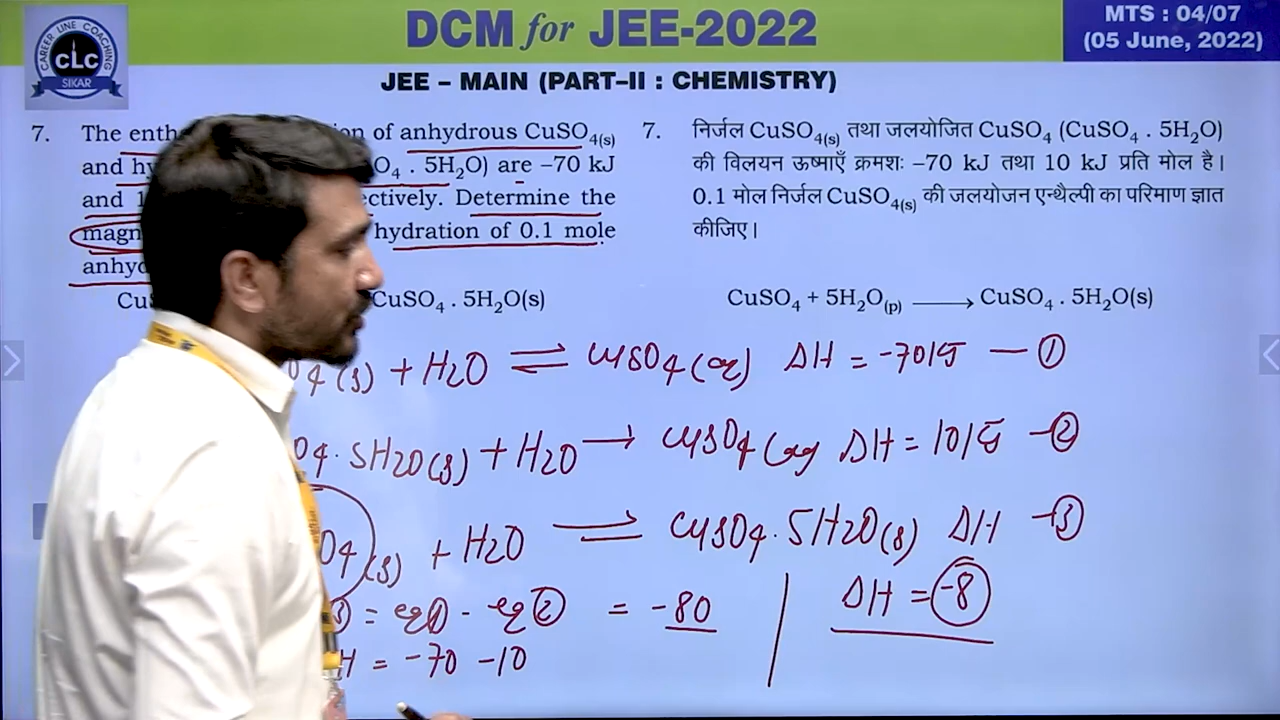 CAREER LINE COACHING
CLC
SIKAR
DCM for JEE-2022
MTS : 04/07
(05 June, 2022)
JEE – MAIN (PART–II : CHEMISTRY)
7. The of anhydrous CuSO4(s)
and 5H2O) are –70 kJ
and Determine the
hydration of 0.1 mole
CuSO4 . 5H2O(s)
7. निर्जल CuSO4(s) तथा जलयोजित CuSO4 (CuSO4 . 5H2O)
की विलयन ऊष्माएँ क्रमशः –70 kJ तथा 10 kJ प्रति मोल है।
0.1 मोल निर्जल CuSO4(s) की जलयोजन एन्थैल्पी का परिमाण ज्ञात
कीजिए।
CuSO4 + 5H2O(p) ⟶ CuSO4 . 5H2O(s)
4(s) + H2O ⇌ CuSO4(aq) ΔH = -70KJ — ①
O4. 5H2O(s) + H2O → CuSO4(aq) ΔH = 10KJ — ②
O4(s) + H2O ⇌ CuSO4. 5H2O(s) ΔH — ③
③ = eq① - eq② = -80
H = -70 -10
ΔH = -8